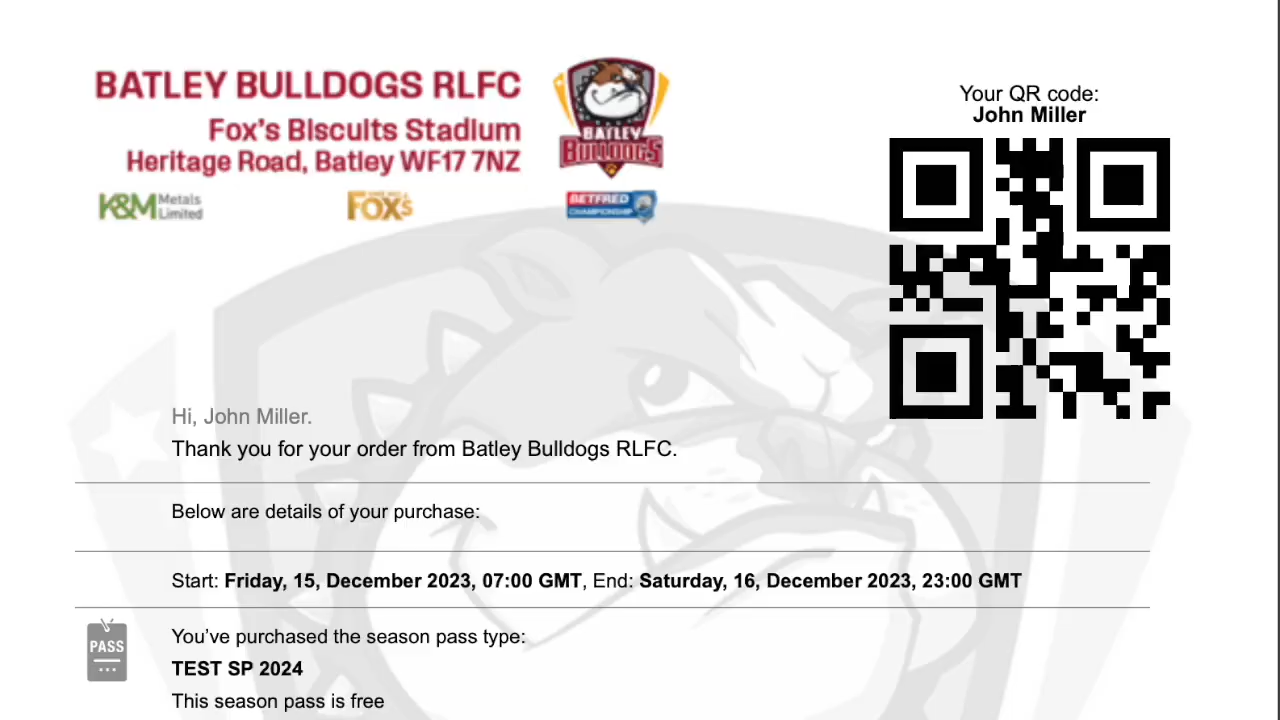 BATLEY BULLDOGS RLFC
Fox's Biscuits Stadium
Heritage Road, Batley WF17 7NZ
BATLEY
BULLDOGS
K&M Metals
Limited
FOX's
BETFRED
CHAMPIONSHIP
Your QR code:
John Miller
Hi, John Miller.
Thank you for your order from Batley Bulldogs RLFC.
Below are details of your purchase:
Start: Friday, 15, December 2023, 07:00 GMT, End: Saturday, 16, December 2023, 23:00 GMT
PASS
You've purchased the season pass type:
TEST SP 2024
This season pass is free